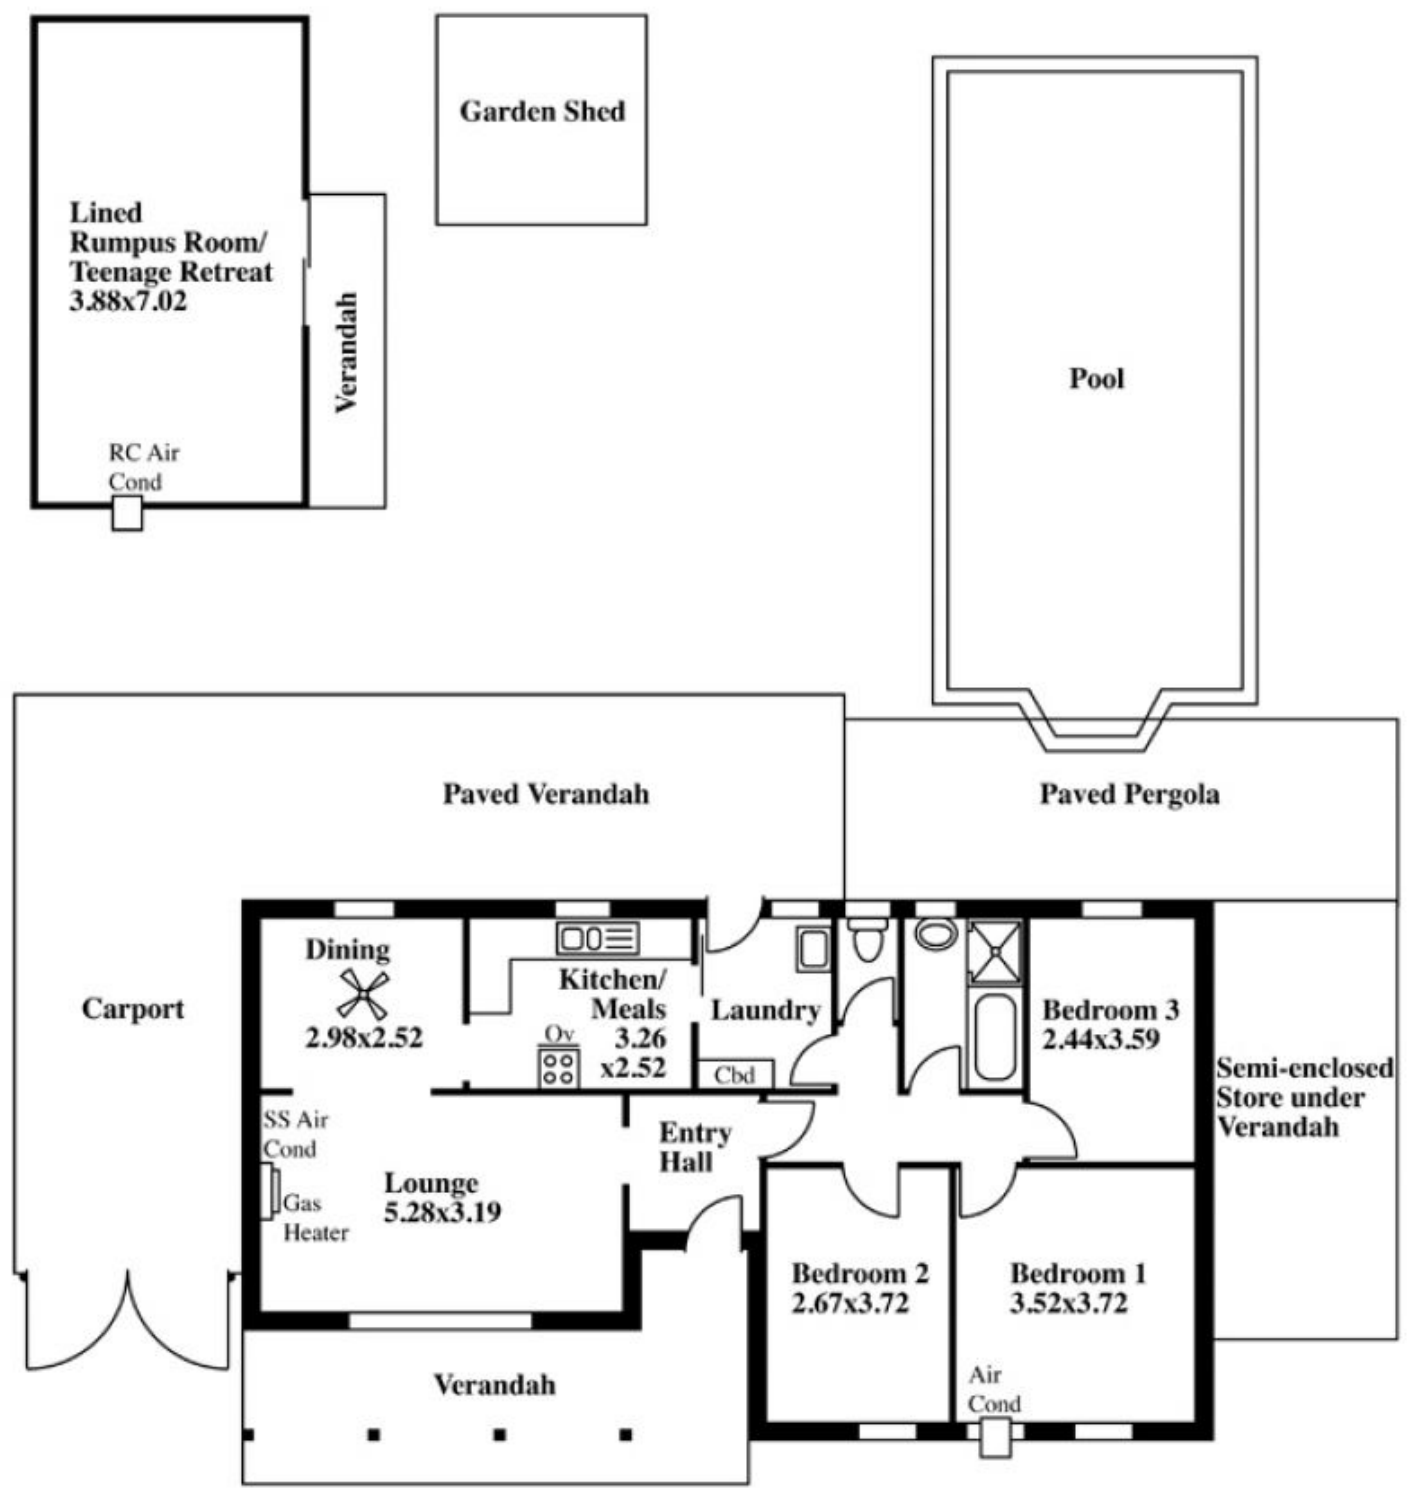 Garden Shed
Lined
Rumpus Room/
Teenage Retreat
3.88x7.02
Verandah
RC Air
Cond
Pool
Paved Verandah
Paved Pergola
Carport
Dining
2.98x2.52
Kitchen/
Meals
3.26
x2.52
Ov
Laundry
Cbd
Bedroom 3
2.44x3.59
Semi-enclosed
Store under
Verandah
SS Air
Cond
Gas
Heater
Lounge
5.28x3.19
Entry
Hall
Bedroom 2
2.67x3.72
Bedroom 1
3.52x3.72
Air
Cond
Verandah